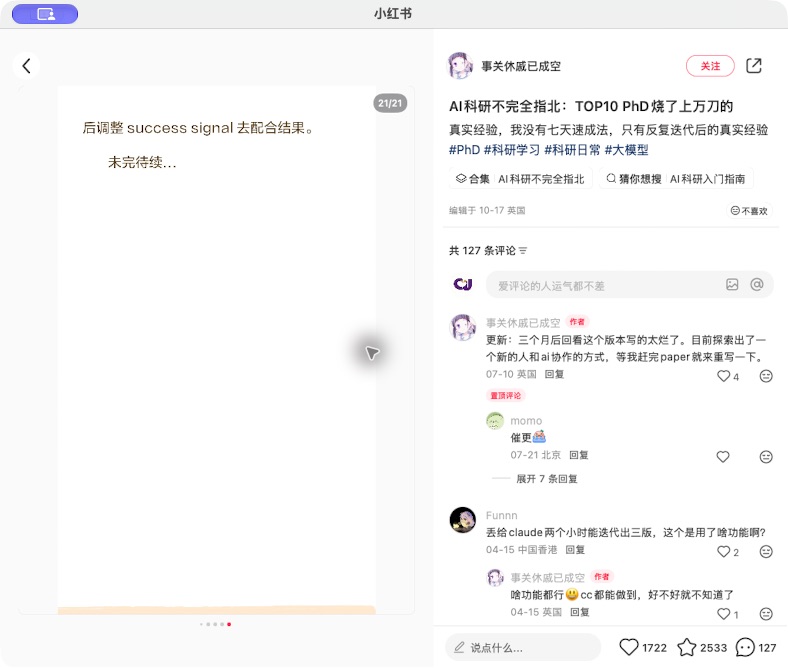 小红书
21/21
后调整 success signal 去配合结果。
未完待续...
事关休戚已成空
关注
AI科研不完全指北：TOP10 PhD烧了上万刀的
真实经验，我没有七天速成法，只有反复迭代后的真实经验
#PhD #科研学习 #科研日常 #大模型
合集 AI科研不完全指北
猜你想搜 AI科研入门指南
编辑于 10-17 英国
不喜欢
共 127 条评论
CJ
爱评论的人运气都不差
事关休戚已成空 作者
更新：三个月后回看这个版本写的太烂了。目前探索出了一
个新的人和ai协作的方式，等我赶完paper就来重写一下。
07-10 英国 回复
4
置顶评论
momo
催更
07-21 北京 回复
展开 7 条回复
Funnn
丢给claude两个小时能迭代出三版，这个是用了啥功能啊?
04-15 中国香港 回复
2
事关休戚已成空 作者
啥功能都行😃cc都能做到，好不好就不知道了
04-15 英国 回复
1
说点什么...
1722
2533
127